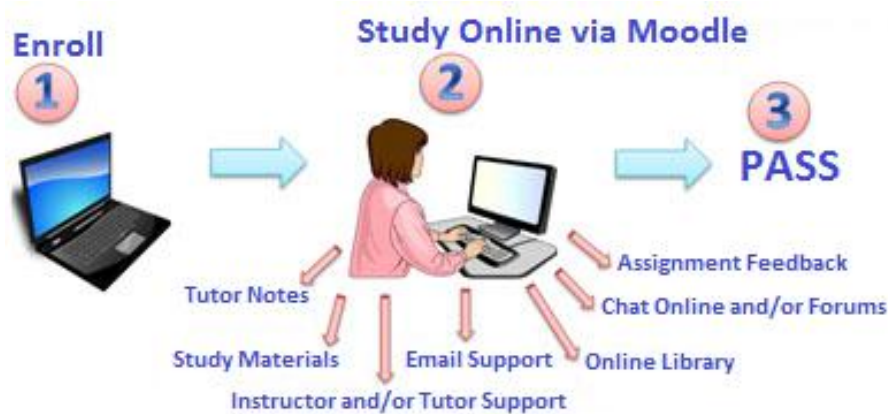 Enroll
1
Study Online via Moodle
2
3
PASS
Tutor Notes
Study Materials
Instructor and/or Tutor Support
Email Support
Online Library
Chat Online and/or Forums
Assignment Feedback